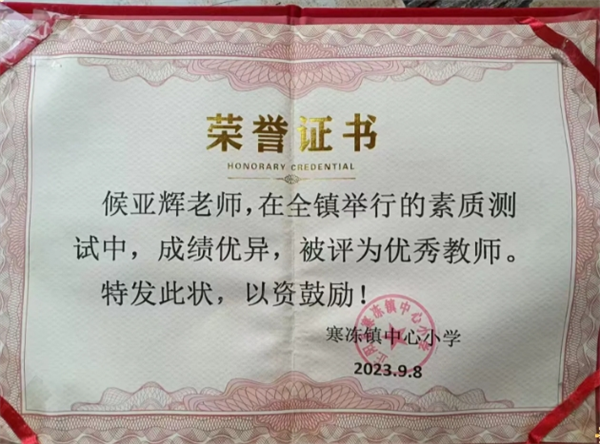 荣誉证书
HONORARY CREDENTIAL
候亚辉老师,在全镇举行的素质测
试中，成绩优异，被评为优秀教师。
特发此状，以资鼓励！
寒冻镇中心小学
2023.9.8